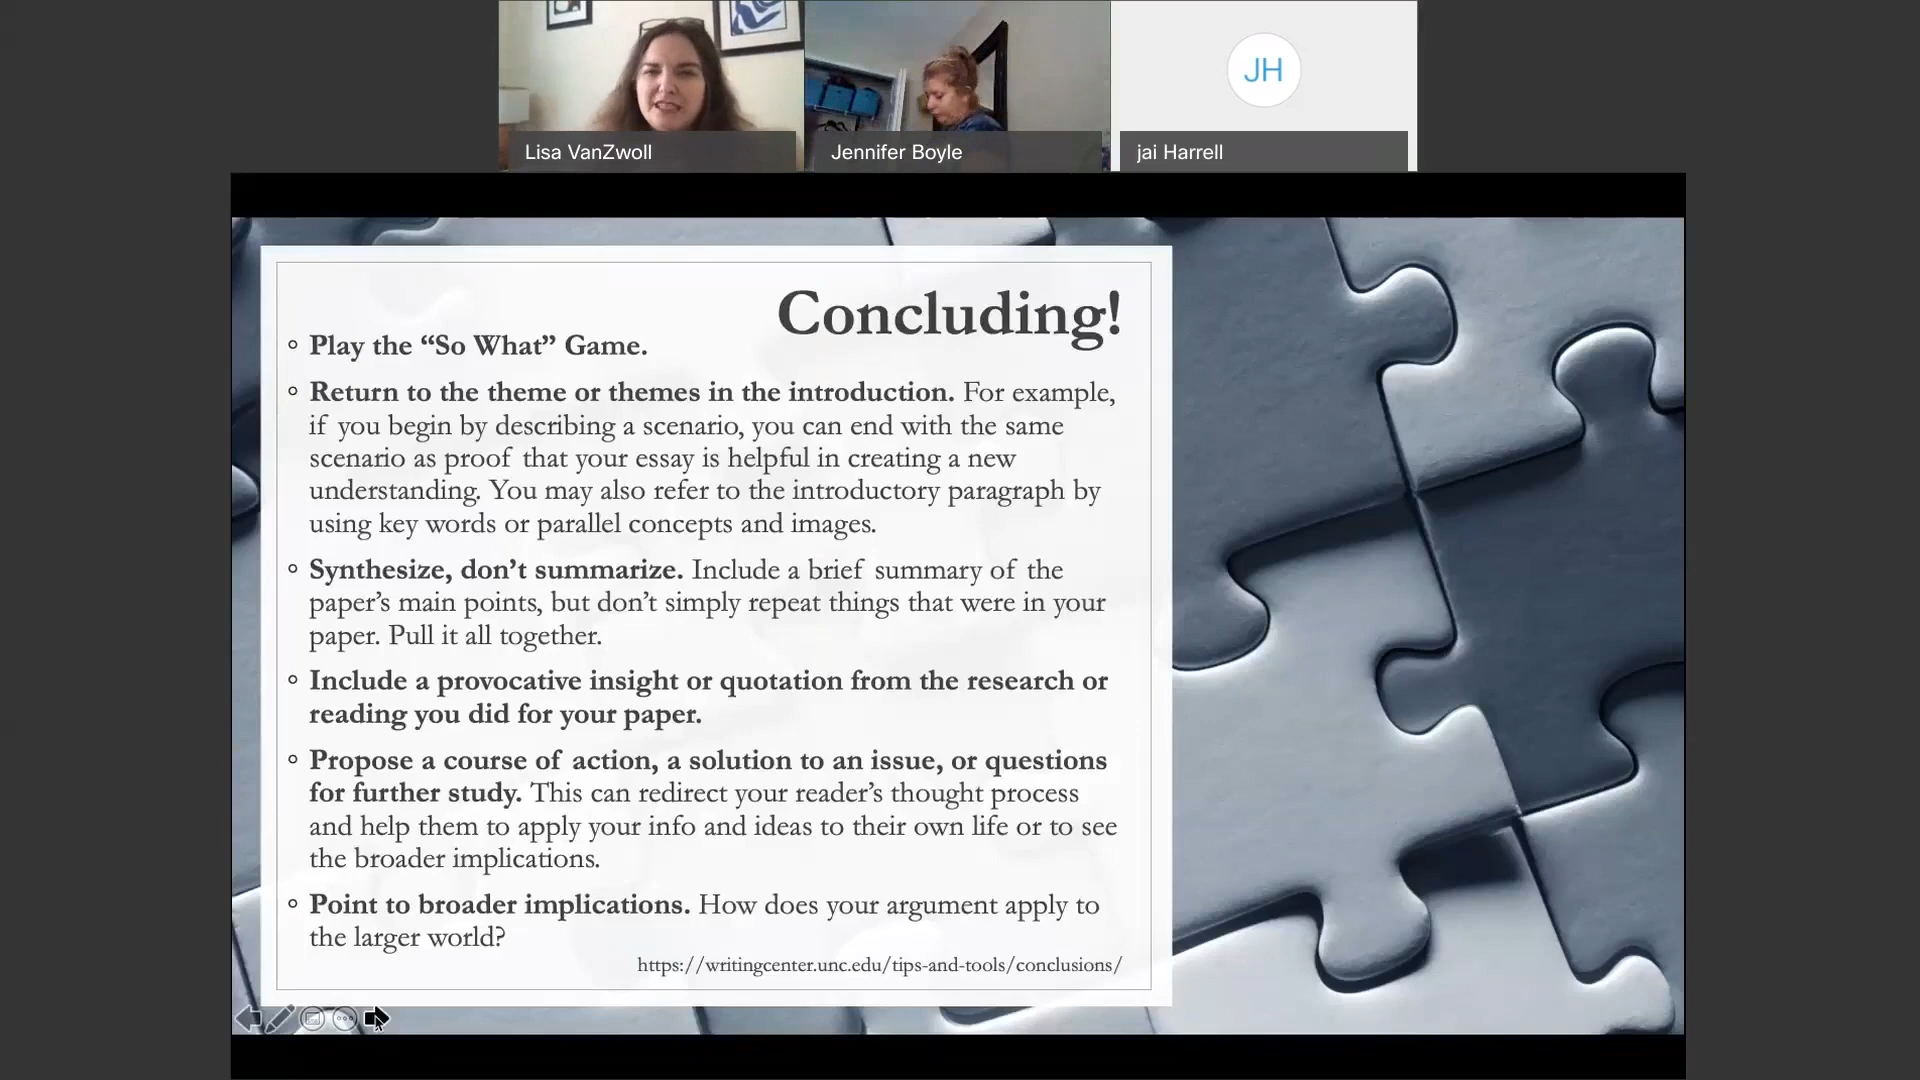 JH
Lisa VanZwoll
Jennifer Boyle
jai Harrell
Concluding!
◦ Play the “So What” Game.
◦ Return to the theme or themes in the introduction. For example,
if you begin by describing a scenario, you can end with the same
scenario as proof that your essay is helpful in creating a new
understanding. You may also refer to the introductory paragraph by
using key words or parallel concepts and images.
◦ Synthesize, don’t summarize. Include a brief summary of the
paper’s main points, but don’t simply repeat things that were in your
paper. Pull it all together.
◦ Include a provocative insight or quotation from the research or
reading you did for your paper.
◦ Propose a course of action, a solution to an issue, or questions
for further study. This can redirect your reader’s thought process
and help them to apply your info and ideas to their own life or to see
the broader implications.
◦ Point to broader implications. How does your argument apply to
the larger world?
https://writingcenter.unc.edu/tips-and-tools/conclusions/